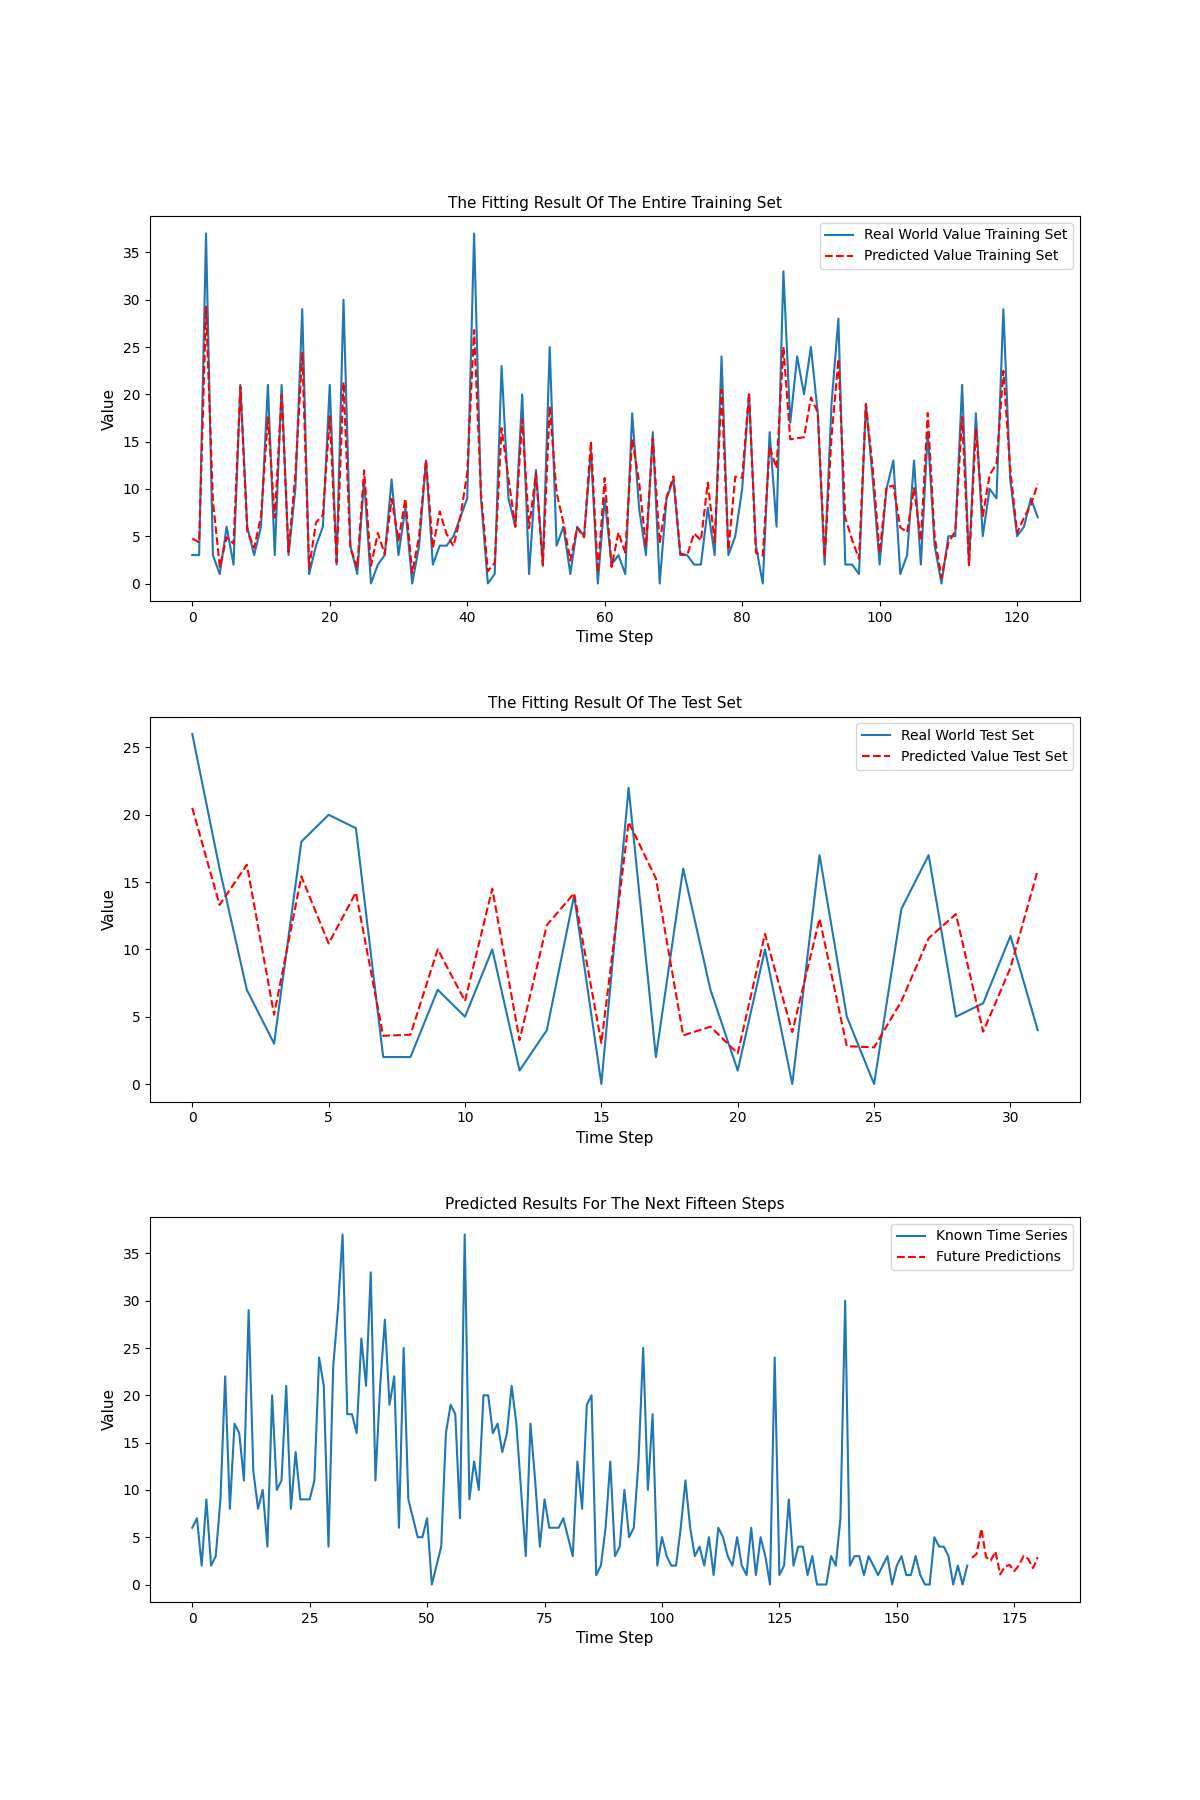 The Fitting Result Of The Entire Training Set
Real World Value Training Set
Predicted Value Training Set
Value
35
30
25
20
15
10
5
0
0 20 40 60 80 100 120
Time Step
The Fitting Result Of The Test Set
Real World Test Set
Predicted Value Test Set
Value
25
20
15
10
5
0
0 5 10 15 20 25 30
Time Step
Predicted Results For The Next Fifteen Steps
Known Time Series
Future Predictions
Value
35
30
25
20
15
10
5
0
0 25 50 75 100 125 150 175
Time Step